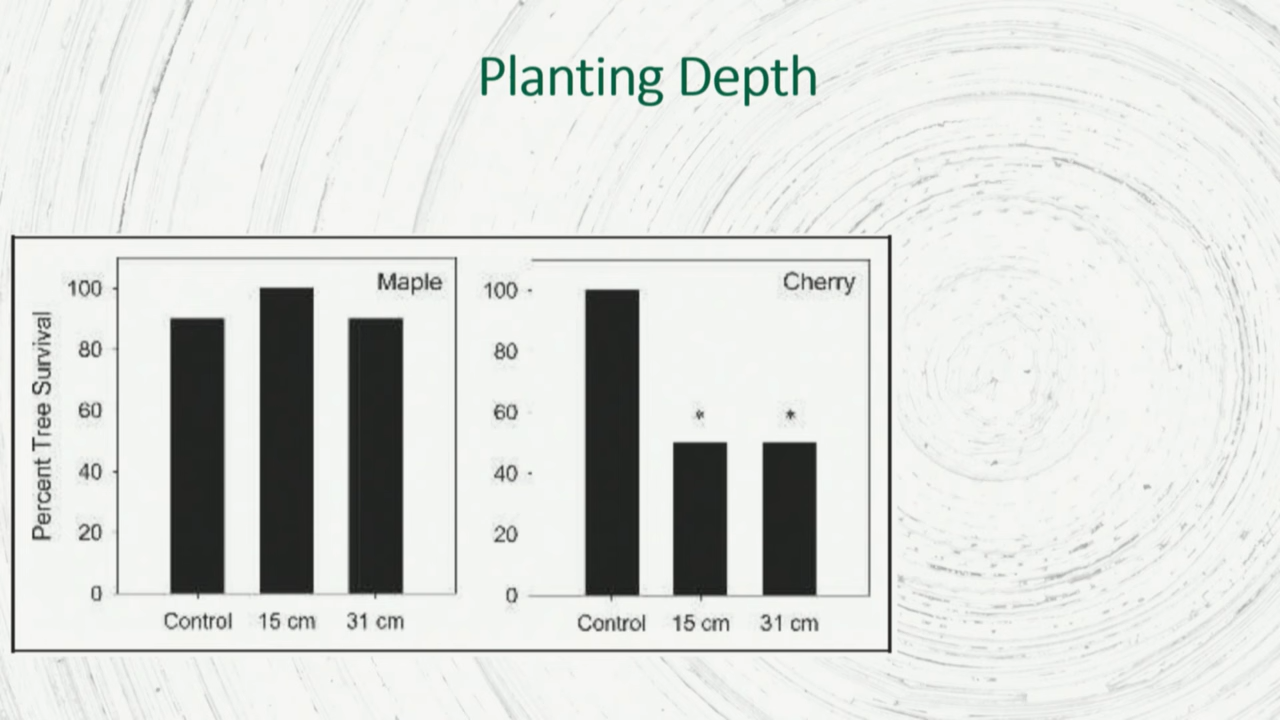 Planting Depth
Percent Tree Survival
Maple
100
80
60
40
20
0
Control 15 cm 31 cm
Cherry
100
80
60
40
20
0
* *
Control 15 cm 31 cm